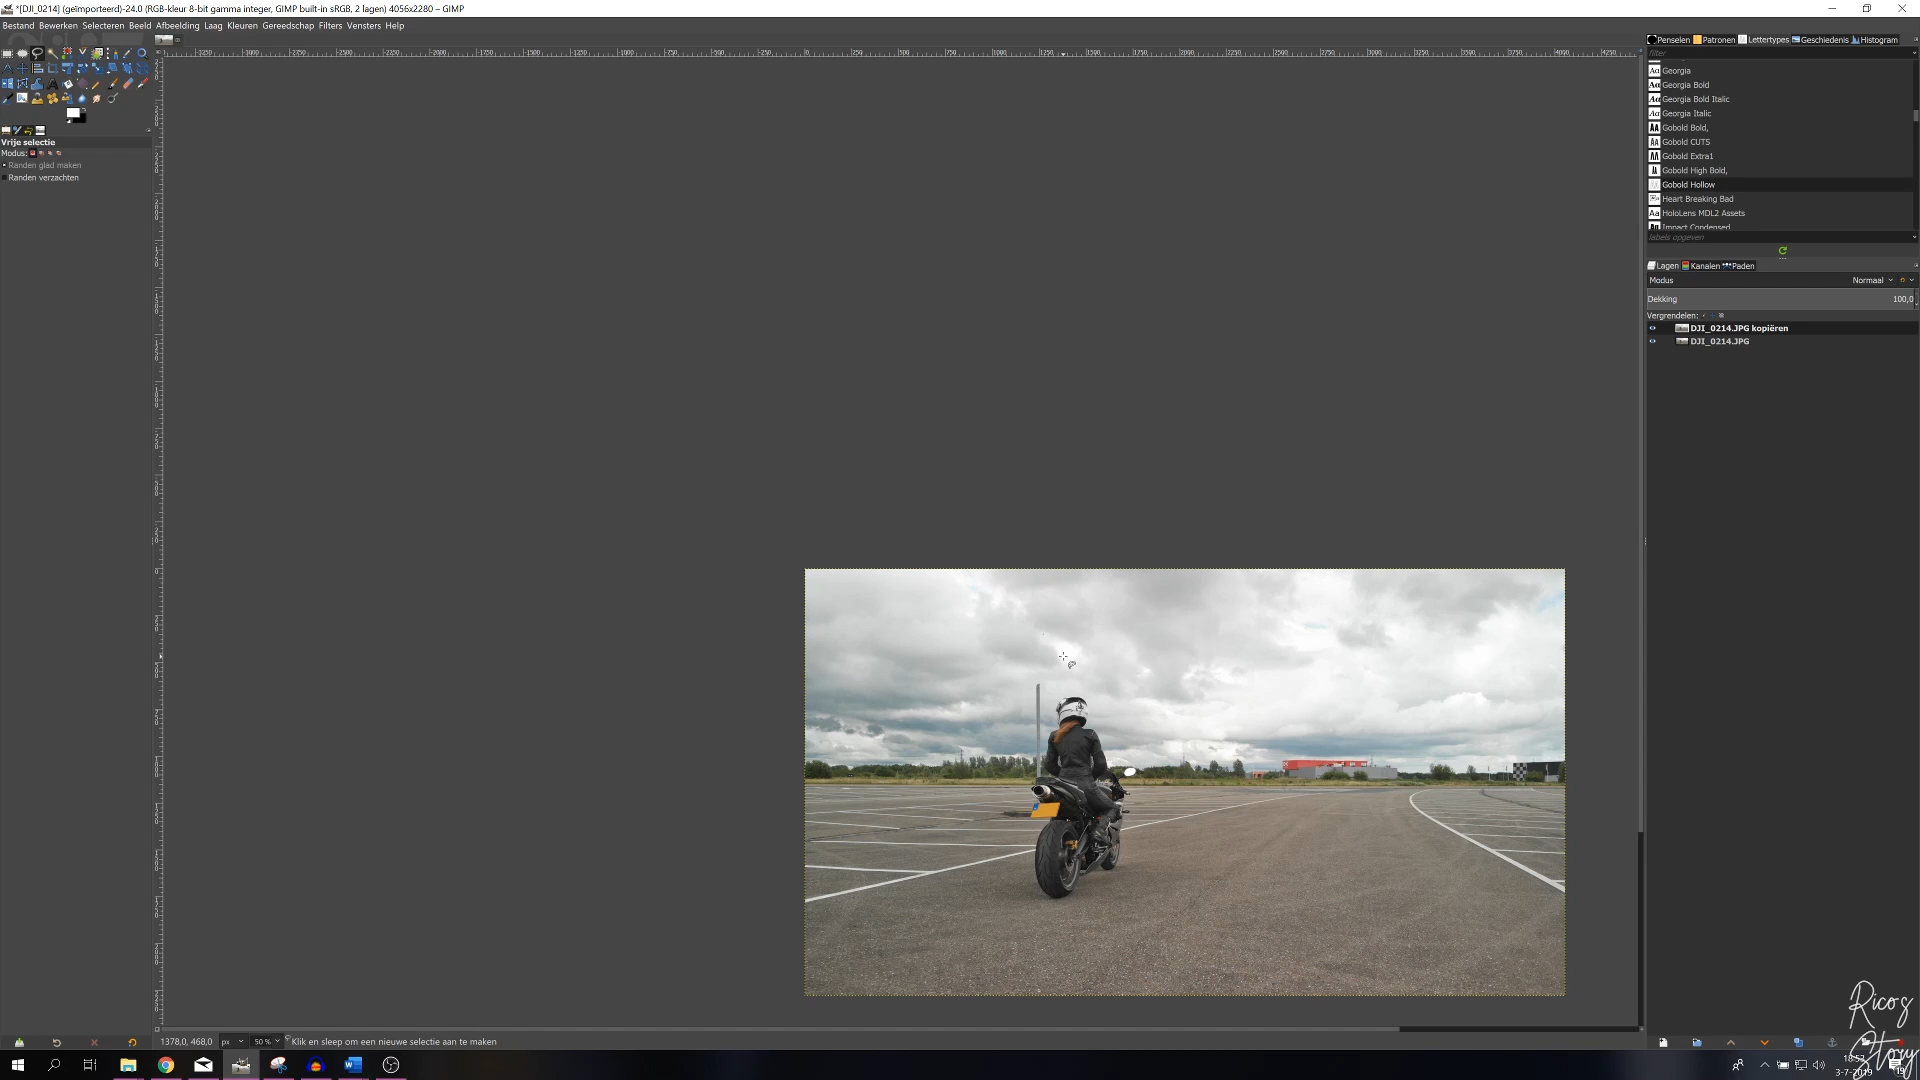 *[DJI_0214] (geïmporteerd)-24.0 (RGB-kleur 8-bit gamma integer, GIMP built-in sRGB, 2 lagen) 4056x2280 – GIMP
Bestand Bewerken Selecteren Beeld Afbeelding Laag Kleuren Gereedschap Filters Vensters Help
Vrije selectie
Modus:
Randen glad maken
Randen verzachten
Penselen Patronen Lettertypes Geschiedenis Histogram
filter
Georgia
Georgia Bold
Georgia Bold Italic
Georgia Italic
Gobold Bold,
Gobold CUTS
Gobold Extra1
Gobold High Bold,
Gobold Hollow
Heart Breaking Bad
HoloLens MDL2 Assets
Impact Condensed
labels opgeven
Lagen Kanalen Paden
Modus Normaal
Dekking 100,0
Vergrendelen:
DJI_0214.JPG kopiëren
DJI_0214.JPG
1378,0, 468,0 px 50 % Klik en sleep om een nieuwe selectie aan te maken
Rico's
Story
3-7-2019